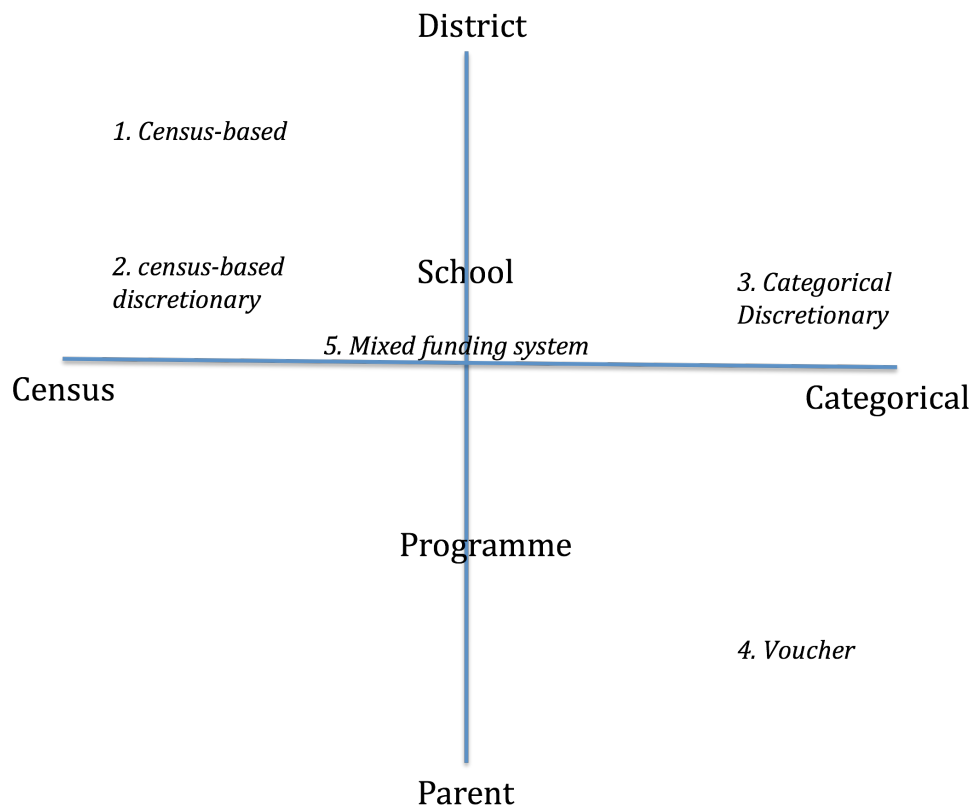 District
1. Census-based
2. census-based
discretionary
School
3. Categorical
Discretionary
5. Mixed funding system
Census
Categorical
Programme
4. Voucher
Parent